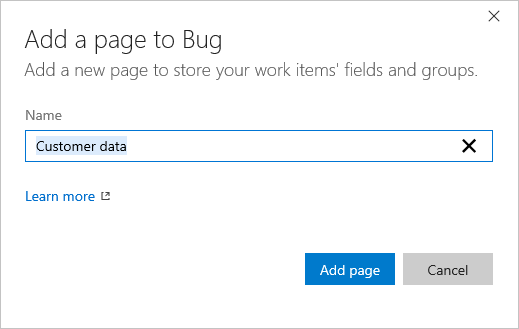 Add a page to Bug
Add a new page to store your work items' fields and groups.
Name
Customer data
Learn more
Add page
Cancel